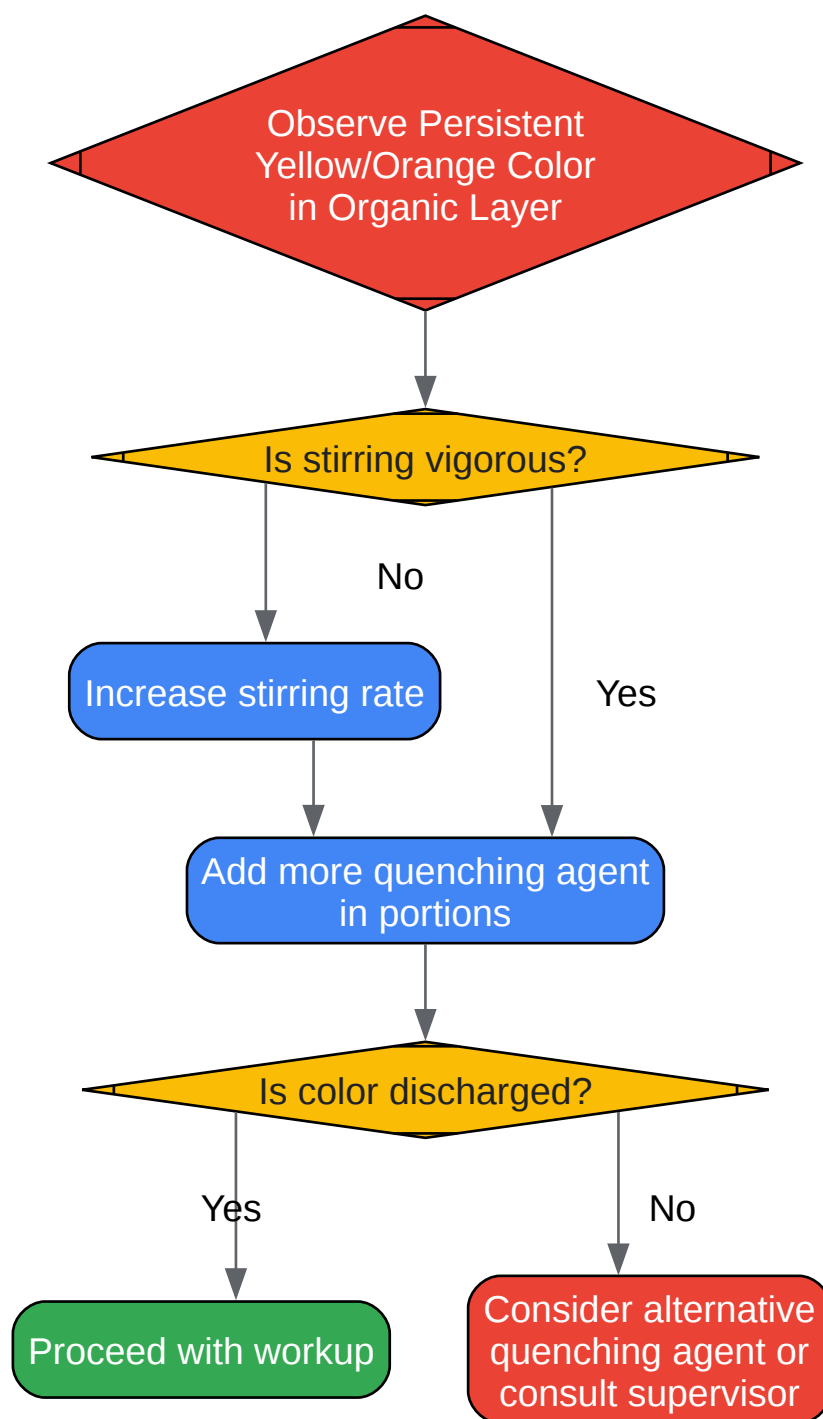 Observe Persistent
Yellow/Orange Color
in Organic Layer
Is stirring vigorous?
No
Increase stirring rate
Yes
Add more quenching agent
in portions
Is color discharged?
Yes
No
Proceed with workup
Consider alternative
quenching agent or
consult supervisor